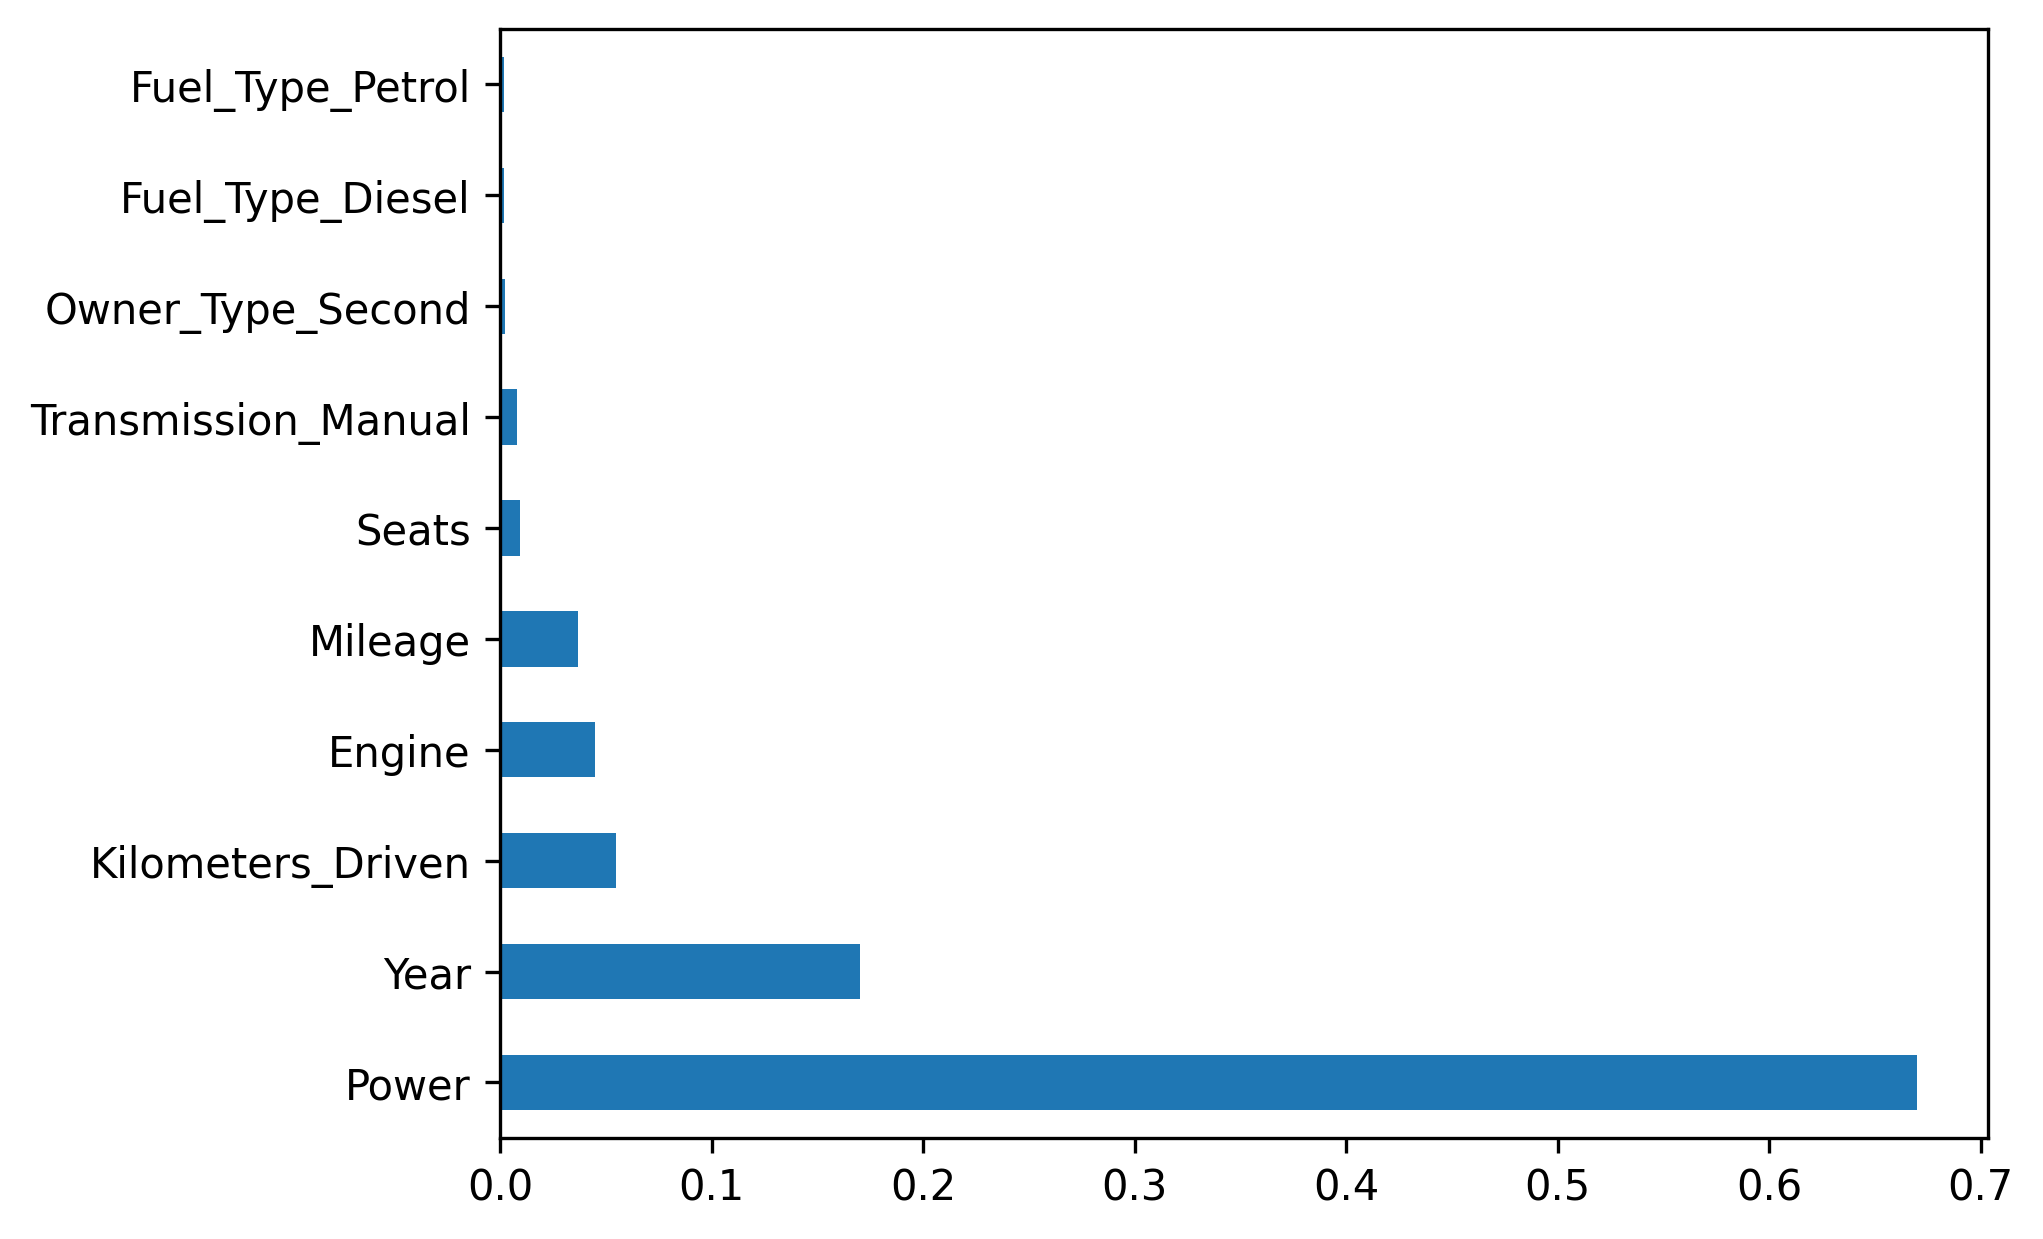 Fuel_Type_Petrol
Fuel_Type_Diesel
Owner_Type_Second
Transmission_Manual
Seats
Mileage
Engine
Kilometers_Driven
Year
Power
0.0 0.1 0.2 0.3 0.4 0.5 0.6 0.7